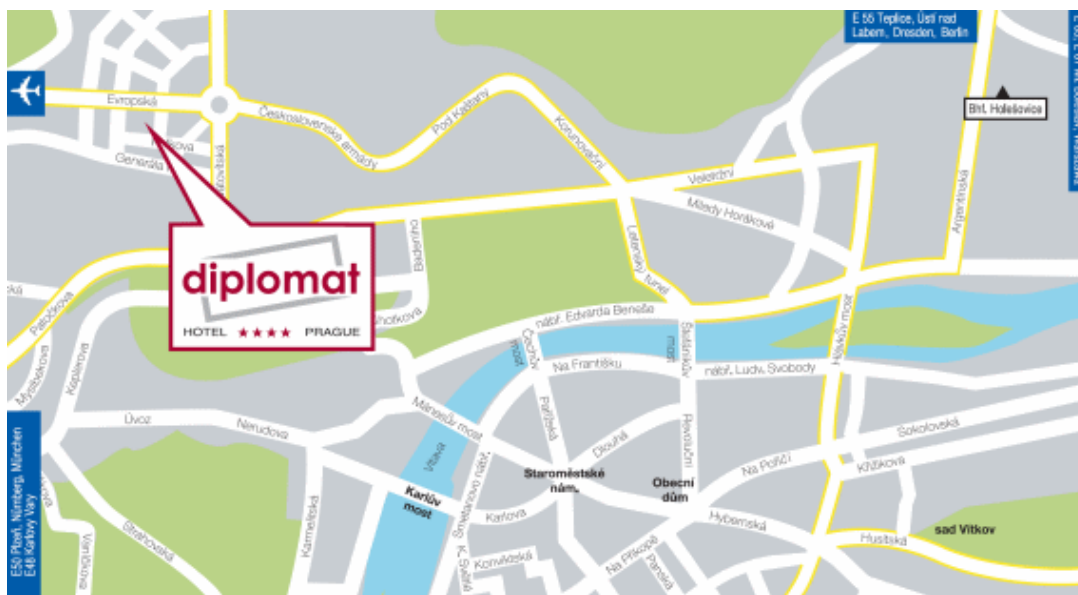 E 55 Teplice, Ústí nad
Labem, Dresden, Berlin
Evropská
Československé armády
Pod Kaštany
Korunovační
Bhf. Holešovice
Generála
Veletržní
Milady Horákové
Argentinská
Badeniho
Letenský tunel
diplomat
HOTEL ★★★★ PRAGUE
Patočkova
Myslbekova
Keplerova
nábř. Edvarda Beneše
Čechův
most
Štefánikův
most
Hlávkův most
Na Františku
nábř. Ludv. Svobody
Úvoz
Nerudova
Mánesův most
Vltava
Pařížská
Dlouhá
Revoluční
Sokolovská
Na Poříčí
Křižíkova
Staroměstské
nám.
Obecní
dům
Karlův
most
Smetanovo nábř.
Karlova
Hybernská
Husitská
sad Vítkov
E50 Plzeň, Nürnberg, München
E48 Karlovy Vary
Vaníčkova
Strahovská
Karmelitská
K. Světlé
Konviktská
Na Příkopě
Panská